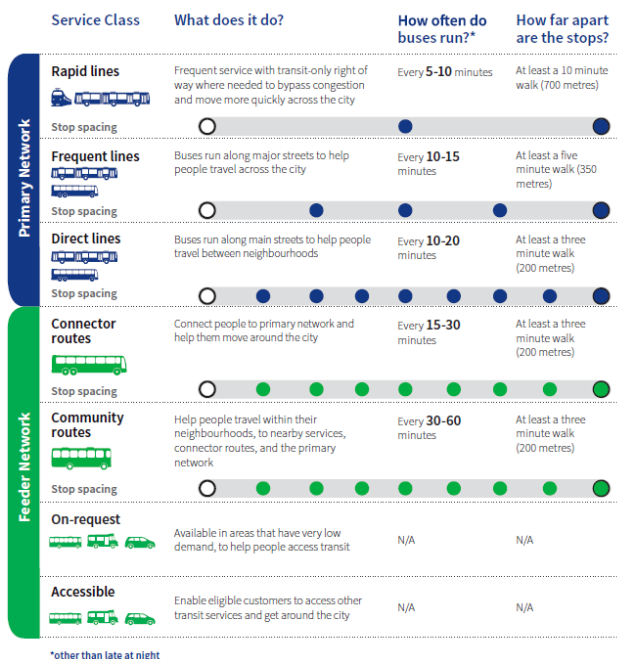 Service Class
What does it do?
How often do
buses run?*
How far apart
are the stops?
Primary Network
Rapid lines
Frequent service with transit-only right of
way where needed to bypass congestion
and move more quickly across the city
Every 5-10 minutes
At least a 10 minute
walk (700 metres)
Stop spacing
Frequent lines
Buses run along major streets to help
people travel across the city
Every 10-15
minutes
At least a five
minute walk (350
metres)
Stop spacing
Direct lines
Buses run along main streets to help people
travel between neighbourhoods
Every 10-20
minutes
At least a three
minute walk
(200 metres)
Stop spacing
Feeder Network
Connector
routes
Connect people to primary network and
help them move around the city
Every 15-30
minutes
At least a three
minute walk
(200 metres)
Stop spacing
Community
routes
Help people travel within their
neighbourhoods, to nearby services,
connector routes, and the primary
network
Every 30-60
minutes
At least a three
minute walk
(200 metres)
Stop spacing
On-request
Available in areas that have very low
demand, to help people access transit
N/A
N/A
Accessible
Enable eligible customers to access other
transit services and get around the city
N/A
N/A
*other than late at night